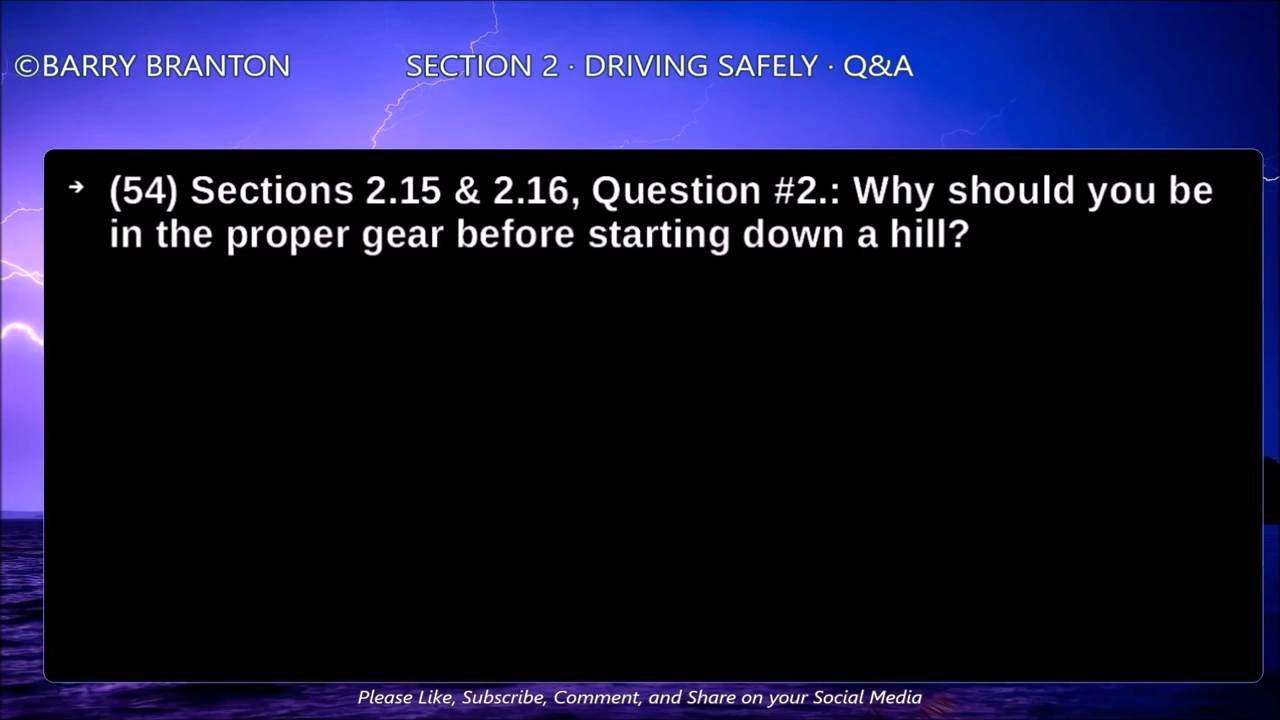 ©BARRY BRANTON
SECTION 2 · DRIVING SAFELY · Q&A
➔ (54) Sections 2.15 & 2.16, Question #2.: Why should you be
in the proper gear before starting down a hill?
Please Like, Subscribe, Comment, and Share on your Social Media